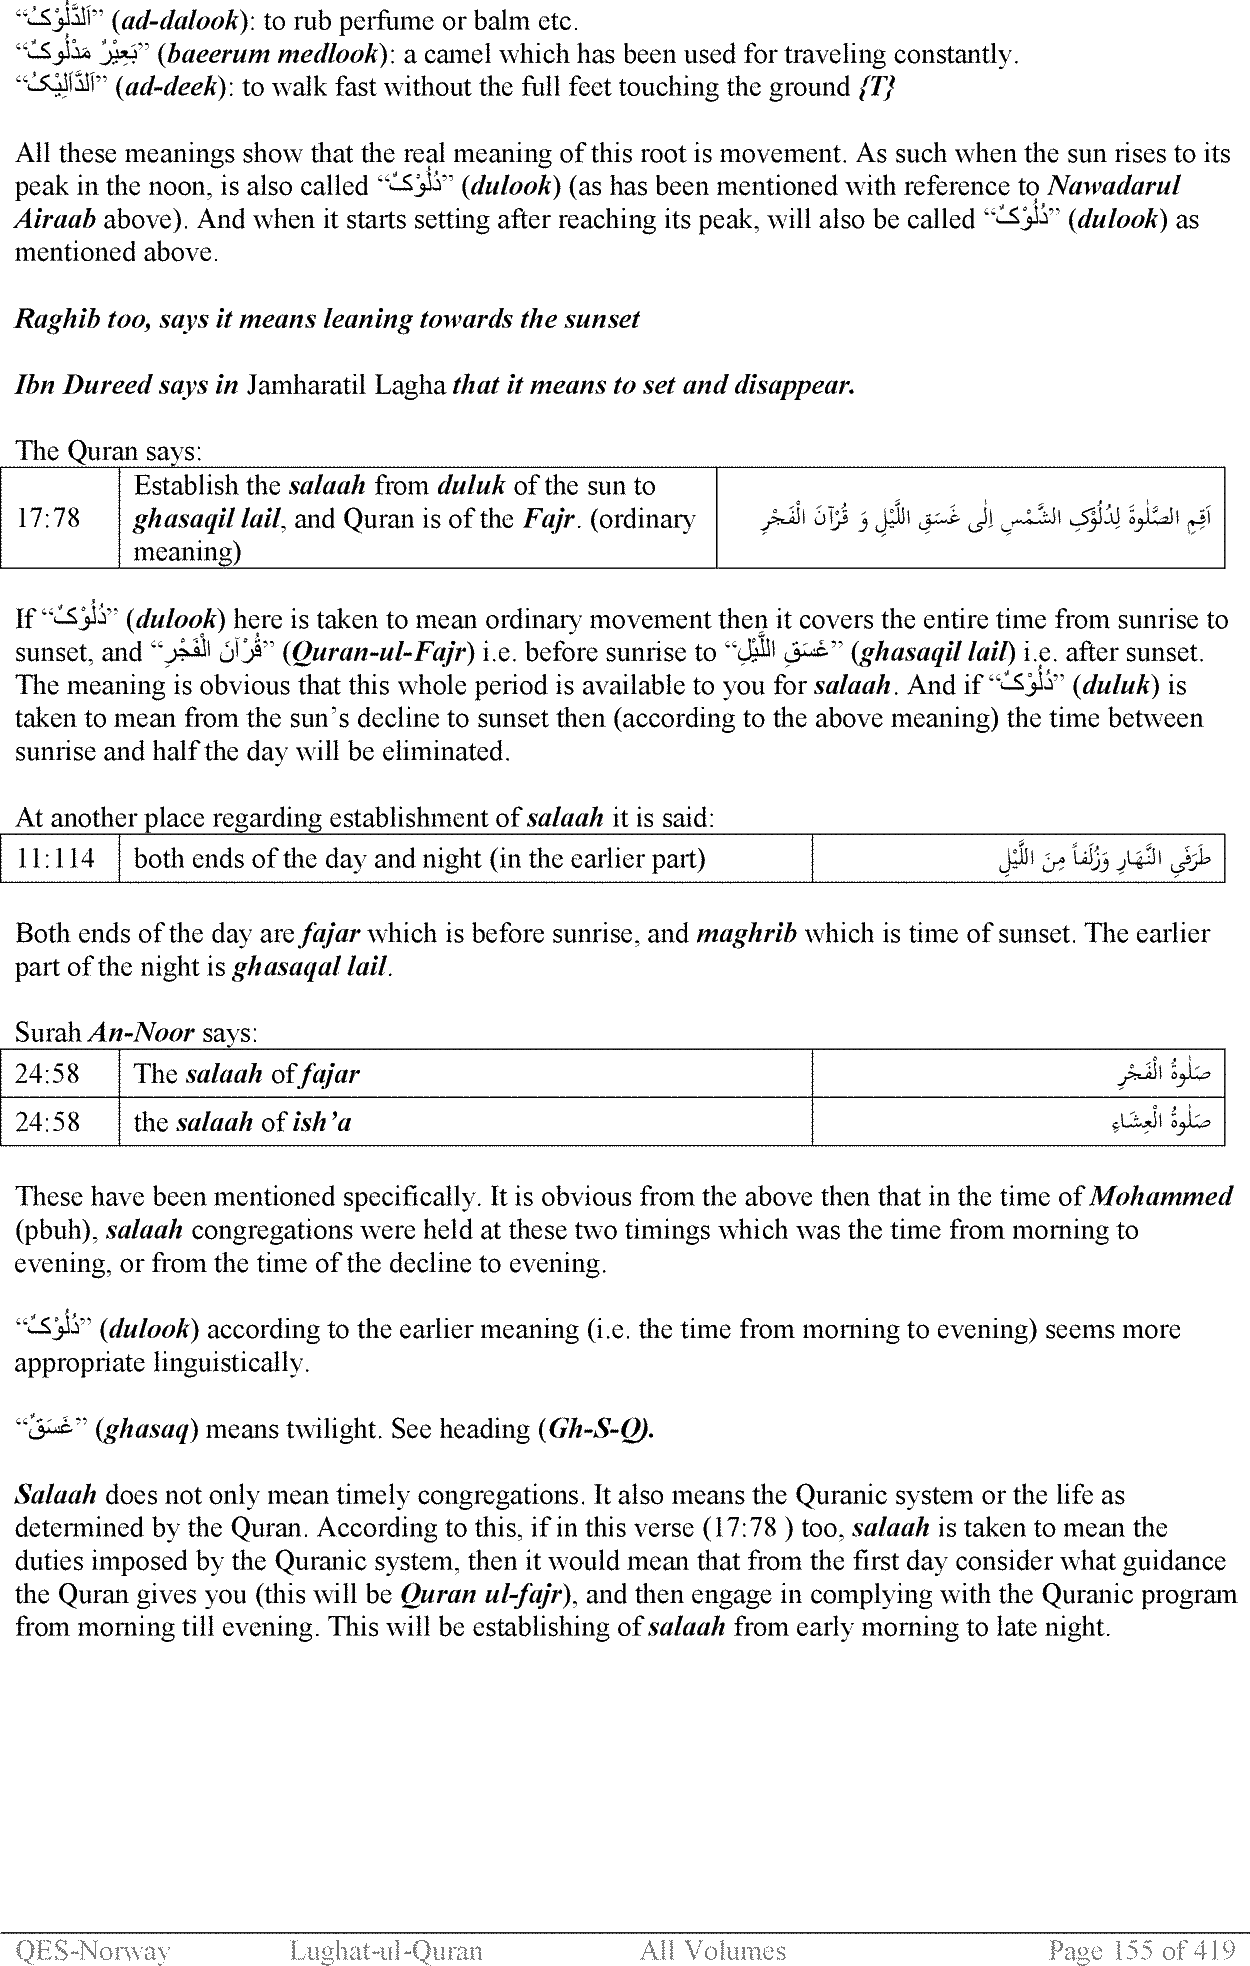 “اَلدَّلُوْکُ” (ad-dalook): to rub perfume or balm etc.
“بَعِیْرٌ مَدْلُوکٌ” (baeerum medlook): a camel which has been used for traveling constantly.
“اَلدَّاَلِیْکُ” (ad-deek): to walk fast without the full feet touching the ground {T}
All these meanings show that the real meaning of this root is movement. As such when the sun rises to its
peak in the noon, is also called “دُلُوْکٌ” (dulook) (as has been mentioned with reference to Nawadarul
Airaab above). And when it starts setting after reaching its peak, will also be called “دُلُوْکٌ” (dulook) as
mentioned above.
Raghib too, says it means leaning towards the sunset
Ibn Dureed says in Jamharatil Lagha that it means to set and disappear.
The Quran says:
17:78 Establish the salaah from duluk of the sun to
ghasaqil lail, and Quran is of the Fajr. (ordinary
meaning)
اَقِمِ الصَّلٰوۃَ لِدُلُوْکِ الشَّمْسِ اِلٰی غَسَقِ اللَّیْلِ وَ قُرْآنَ الْفَجْرِ
If “دُلُوْکٌ” (dulook) here is taken to mean ordinary movement then it covers the entire time from sunrise to
sunset, and “قُرْآنَ الْفَجْرِ” (Quran-ul-Fajr) i.e. before sunrise to “غَسَقِ اللَّیْلِ” (ghasaqil lail) i.e. after sunset.
The meaning is obvious that this whole period is available to you for salaah. And if “دُلُوْکٌ” (duluk) is
taken to mean from the sun’s decline to sunset then (according to the above meaning) the time between
sunrise and half the day will be eliminated.
At another place regarding establishment of salaah it is said:
11:114 both ends of the day and night (in the earlier part) طَرَفَیِ النَّهَارِ وَزُلَفاً مِنَ اللَّیْلِ
Both ends of the day are fajar which is before sunrise, and maghrib which is time of sunset. The earlier
part of the night is ghasaqal lail.
Surah An-Noor says:
24:58 The salaah of fajar صَلٰوۃُ الْفَجْرِ
24:58 the salaah of ish’a صَلٰوۃُ الْعِشَاءِ
These have been mentioned specifically. It is obvious from the above then that in the time of Mohammed
(pbuh), salaah congregations were held at these two timings which was the time from morning to
evening, or from the time of the decline to evening.
“دُلُوْکٌ” (dulook) according to the earlier meaning (i.e. the time from morning to evening) seems more
appropriate linguistically.
“غَسَقٌ” (ghasaq) means twilight. See heading (Gh-S-Q).
Salaah does not only mean timely congregations. It also means the Quranic system or the life as
determined by the Quran. According to this, if in this verse (17:78 ) too, salaah is taken to mean the
duties imposed by the Quranic system, then it would mean that from the first day consider what guidance
the Quran gives you (this will be Quran ul-fajr), and then engage in complying with the Quranic program
from morning till evening. This will be establishing of salaah from early morning to late night.
QES-Norway Lughat-ul-Quran All Volumes Page 155 of 419